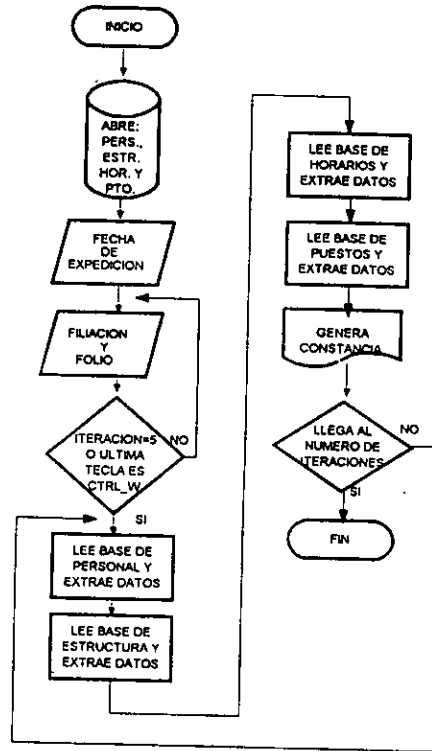 INICIO
ABRE:
PERS.,
ESTR.
HOR. Y
PTO.
FECHA
DE
EXPEDICION
FILIACION
Y
FOLIO
ITERACION=5
O ULTIMA
TECLA ES
CTRL_W
NO
SI
LEE BASE DE
PERSONAL Y
EXTRAE DATOS
LEE BASE DE
ESTRUCTURA Y
EXTRAE DATOS
LEE BASE DE
HORARIOS Y
EXTRAE DATOS
LEE BASE DE
PUESTOS Y
EXTRAE DATOS
GENERA
CONSTANCIA
LLEGA AL
NUMERO DE
ITERACIONES
NO
SI
FIN